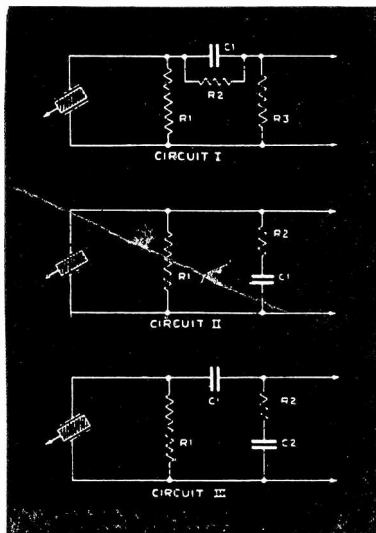 C1
R2
R1
R3
CIRCUIT I
R2
R1
C1
CIRCUIT II
C1
R2
R1
C2
CIRCUIT III